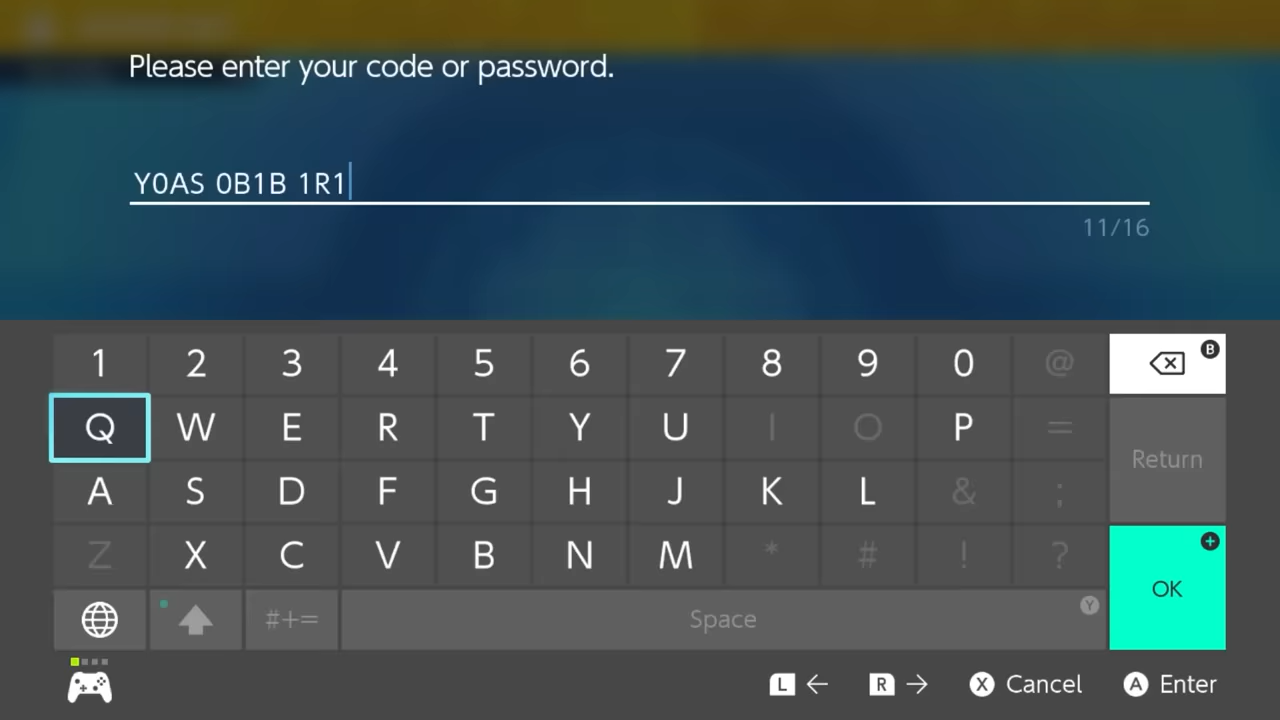 Please enter your code or password.
Y0AS 0B1B 1R1
11/16
1 2 3 4 5 6 7 8 9 0 @ B
Q W E R T Y U I O P = Return
A S D F G H J K L & ;
Z X C V B N M * # ! ? + OK
#+= Space Y
L ← R → X Cancel A Enter